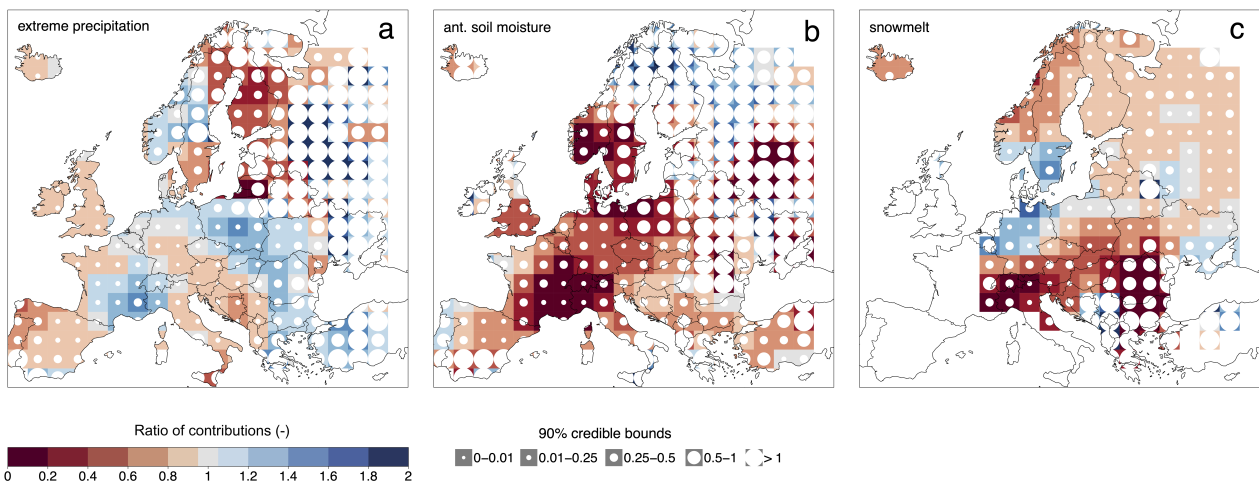 extreme precipitation a
ant. soil moisture b
snowmelt c
Ratio of contributions (-)
0 0.2 0.4 0.6 0.8 1 1.2 1.4 1.6 1.8 2
90% credible bounds
0−0.01 0.01−0.25 0.25−0.5 0.5−1 > 1